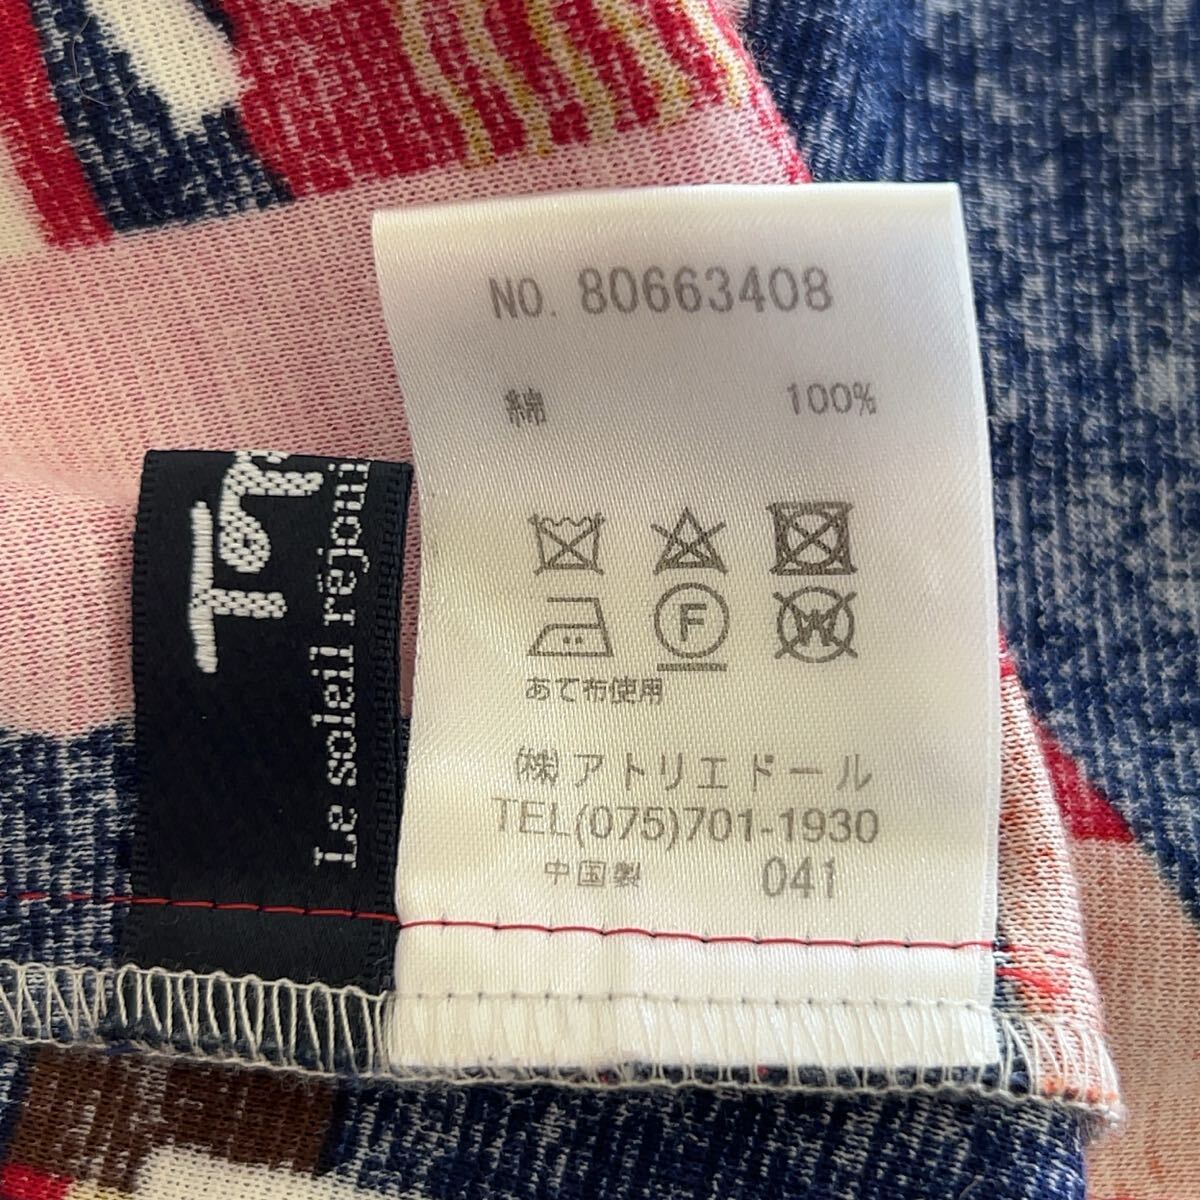 NO. 80663408
綿 100%
F
W
あて布使用
(株)アトリエドール
TEL(075)701-1930
中国製 041
Le soleil réjoui